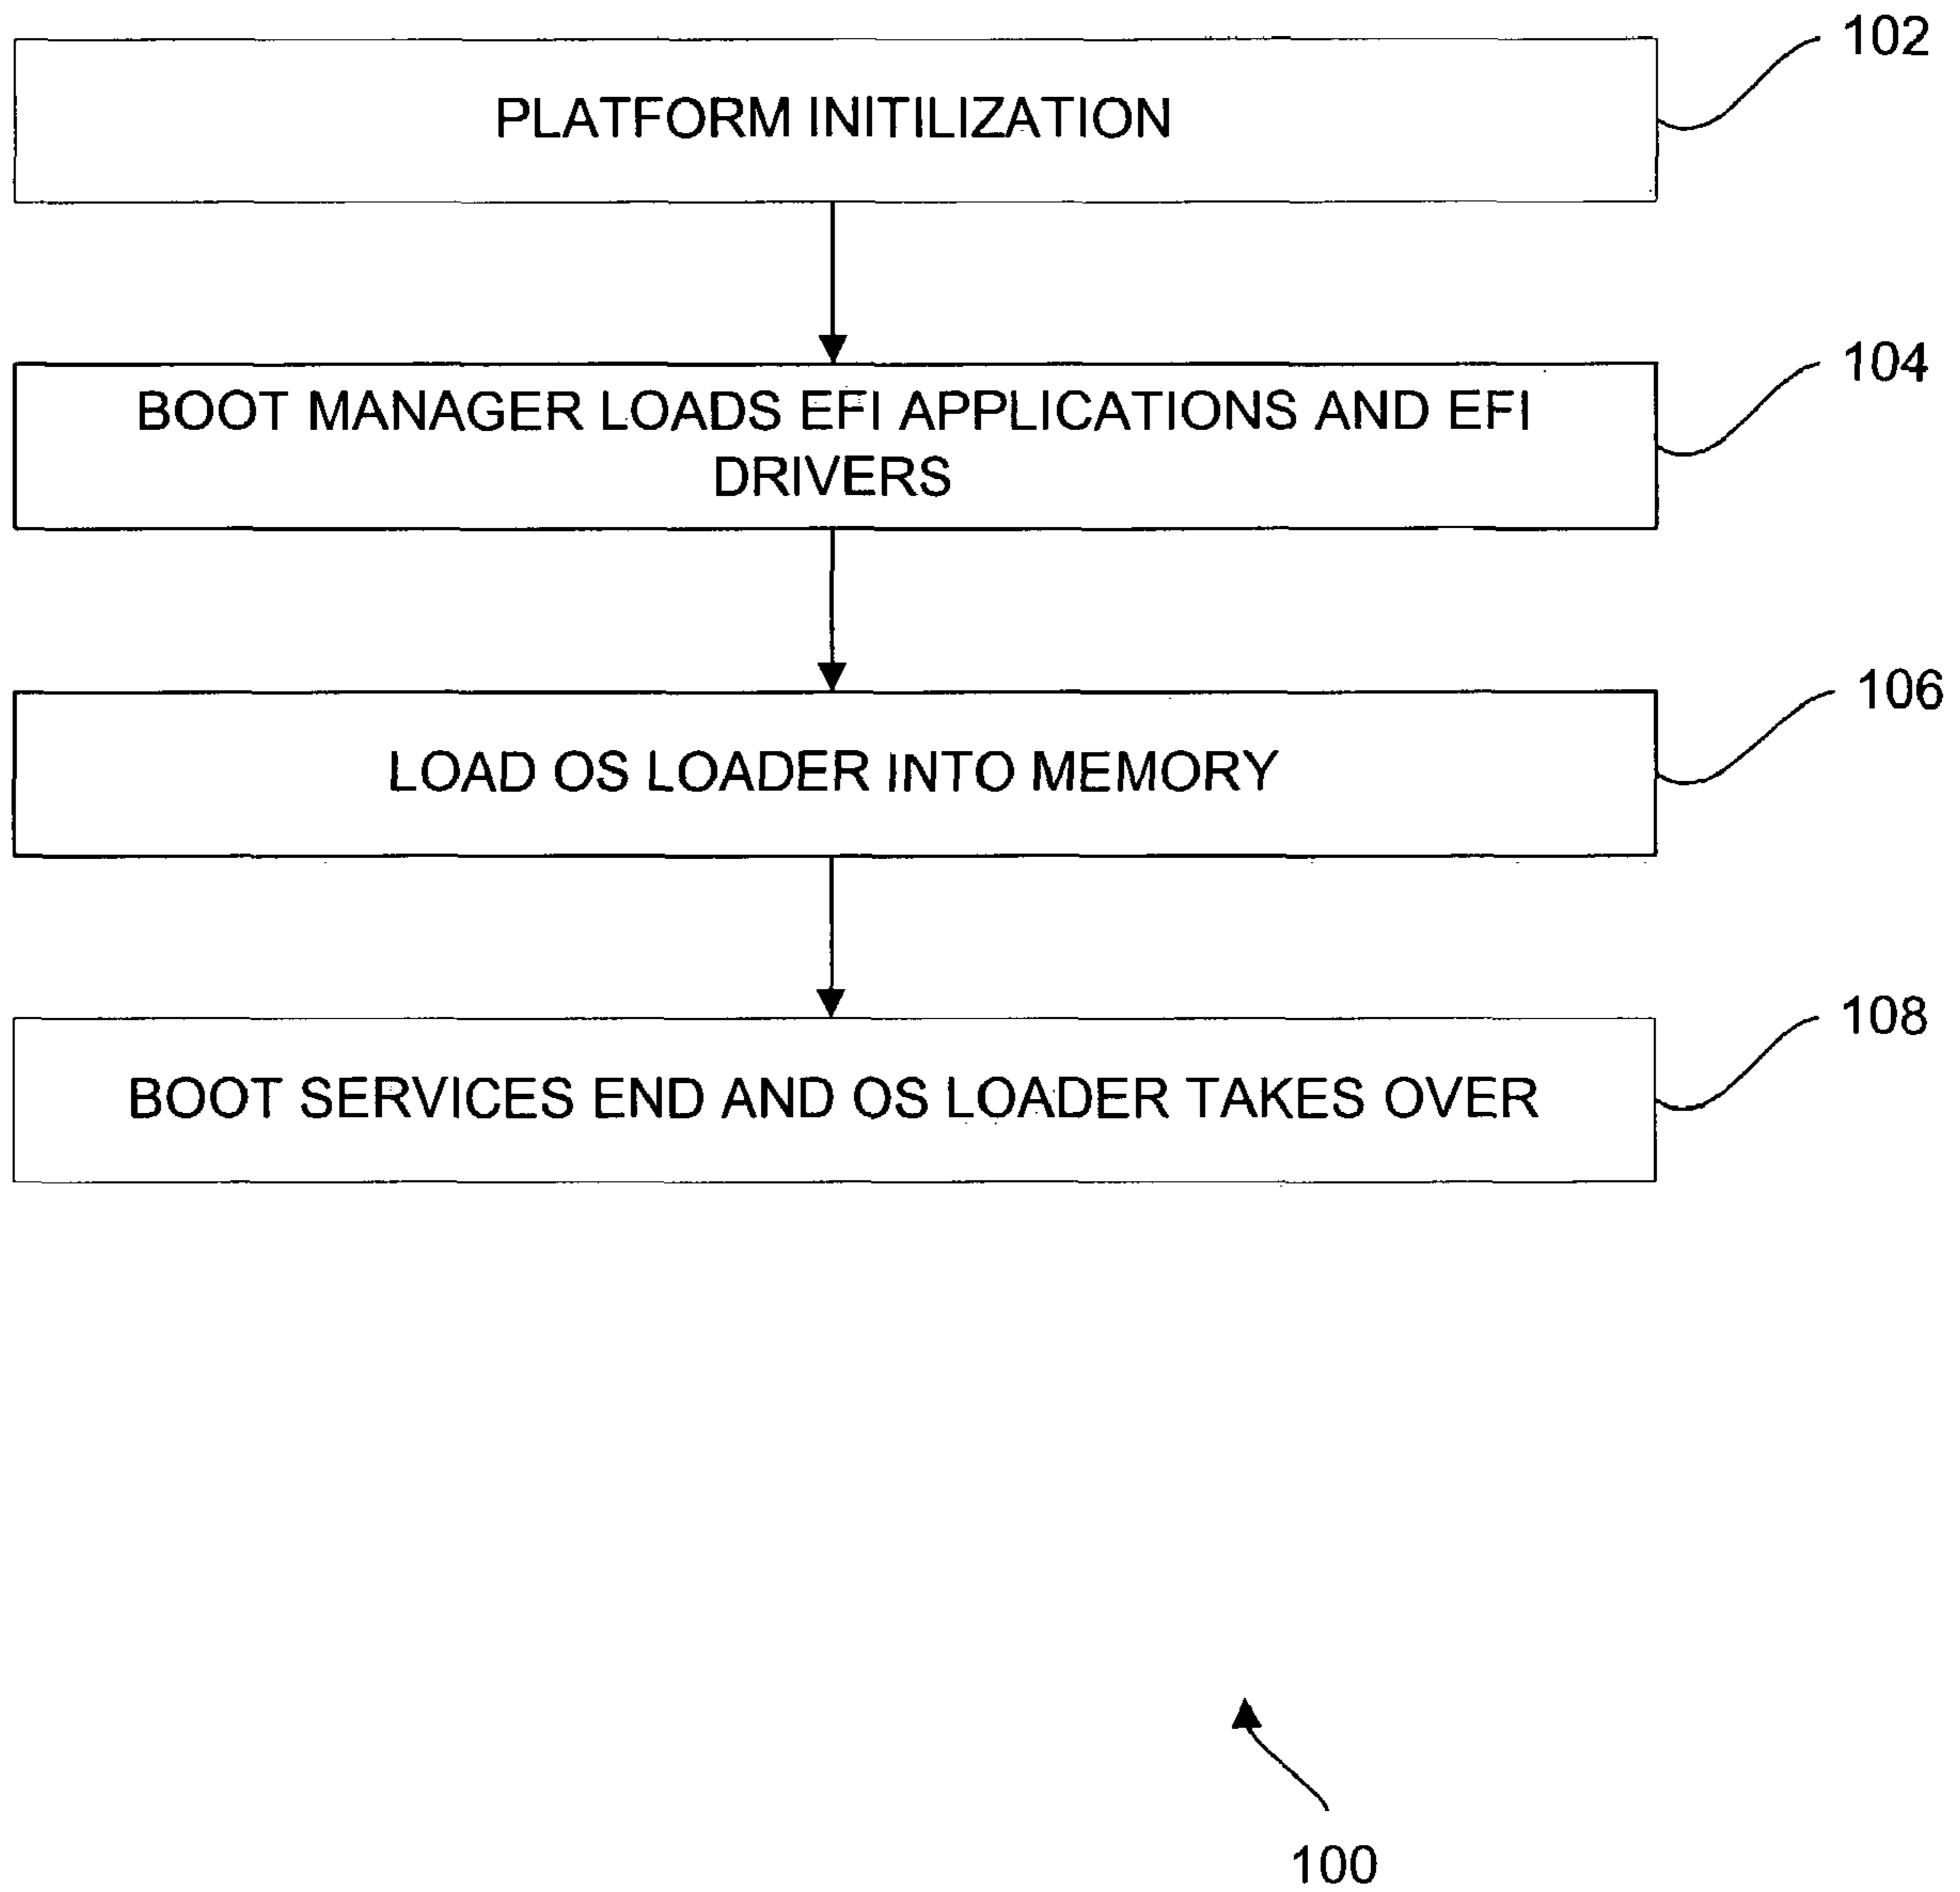 PLATFORM INITILIZATION
102
BOOT MANAGER LOADS EFI APPLICATIONS AND EFI
DRIVERS
104
LOAD OS LOADER INTO MEMORY
106
BOOT SERVICES END AND OS LOADER TAKES OVER
108
100